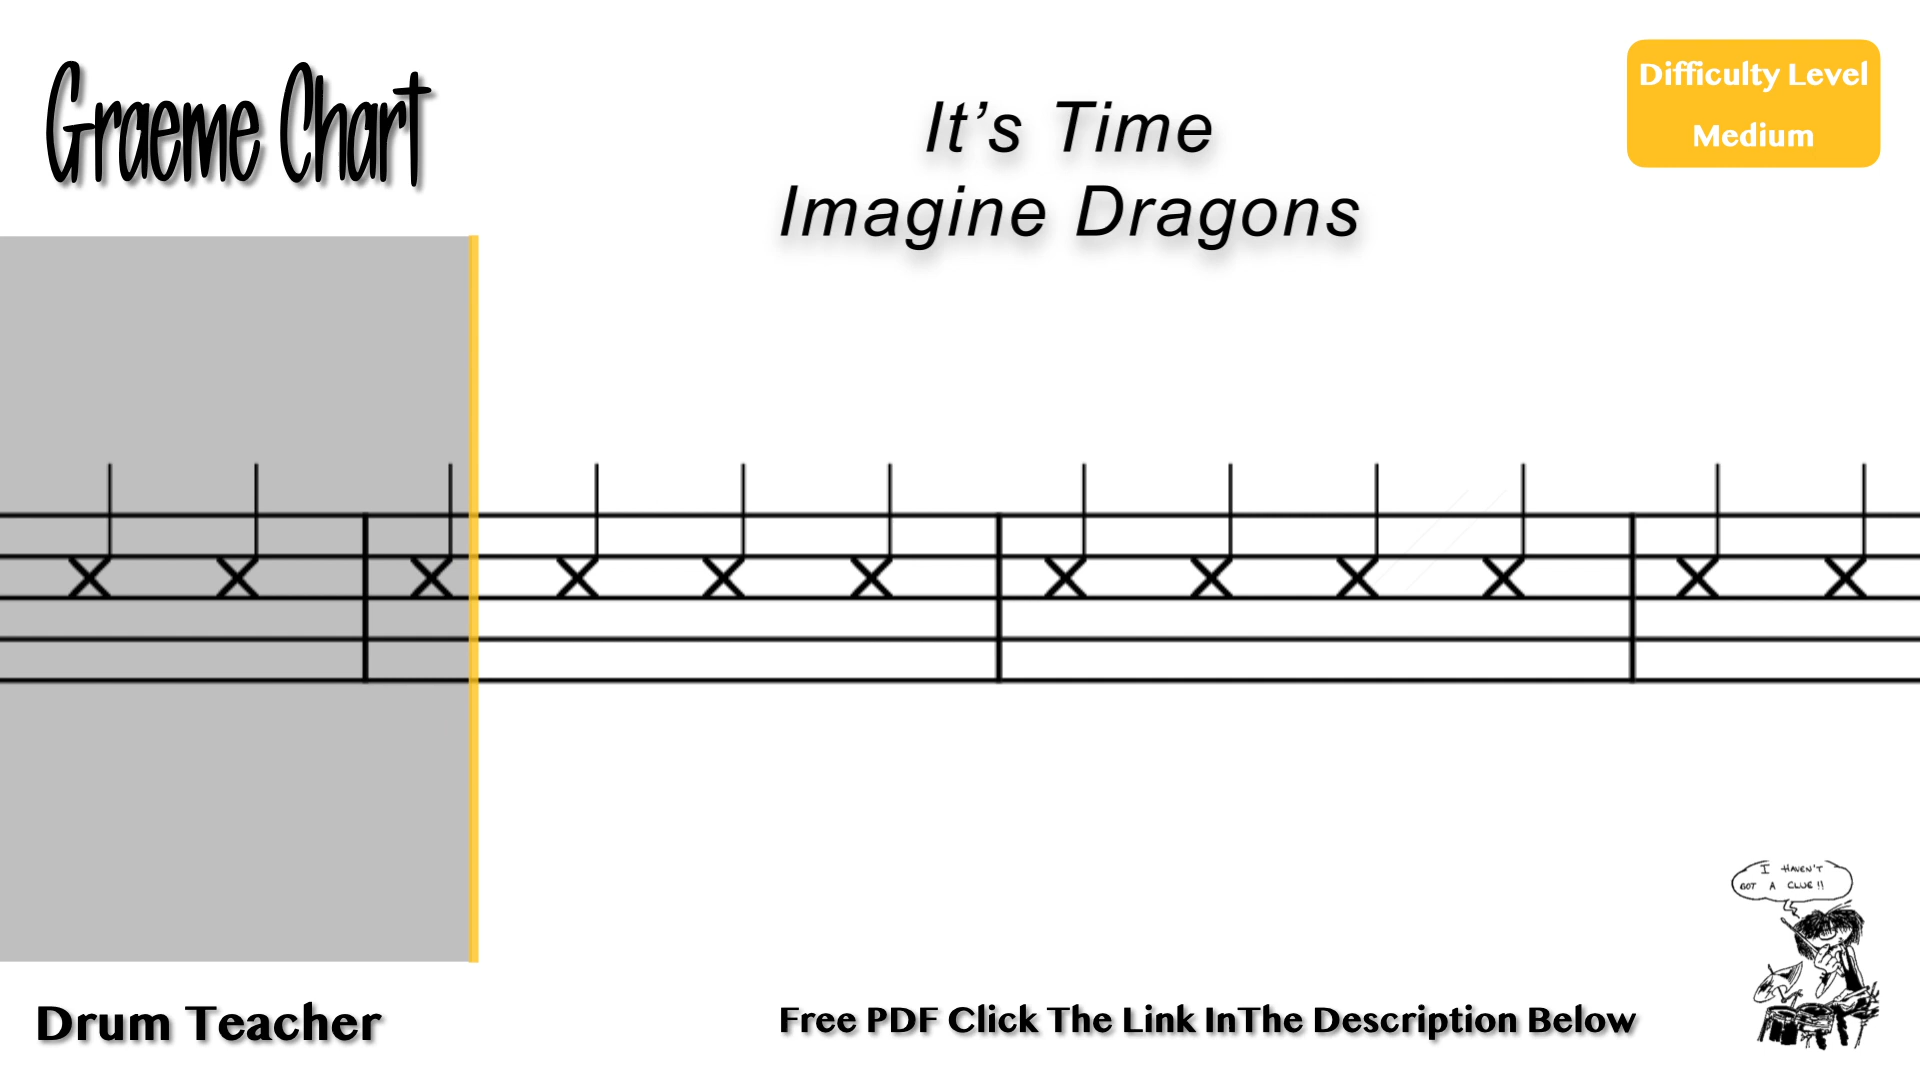 Graeme Chart
It’s Time
Imagine Dragons
Difficulty Level
Medium
I HAVEN'T
GOT A CLUE!!
Drum Teacher
Free PDF Click The Link InThe Description Below